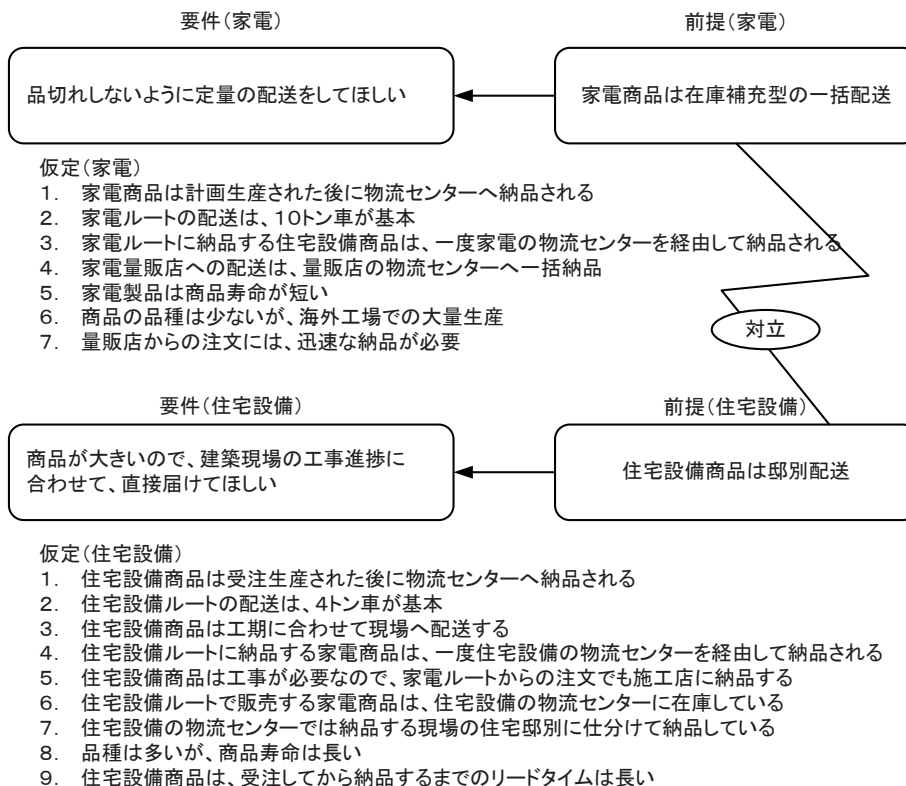 要件(家電)
前提(家電)
品切れしないように定量の配送をしてほしい
家電商品は在庫補充型の一括配送
仮定(家電)
1. 家電商品は計画生産された後に物流センターへ納品される
2. 家電ルートの配送は、10トン車が基本
3. 家電ルートに納品する住宅設備商品は、一度家電の物流センターを経由して納品される
4. 家電量販店への配送は、量販店の物流センターへ一括納品
5. 家電製品は商品寿命が短い
6. 商品の品種は少ないが、海外工場での大量生産
7. 量販店からの注文には、迅速な納品が必要
対立
要件(住宅設備)
前提(住宅設備)
商品が大きいので、建築現場の工事進捗に
合わせて、直接届けてほしい
住宅設備商品は邸別配送
仮定(住宅設備)
1. 住宅設備商品は受注生産された後に物流センターへ納品される
2. 住宅設備ルートの配送は、4トン車が基本
3. 住宅設備商品は工期に合わせて現場へ配送する
4. 住宅設備ルートに納品する家電商品は、一度住宅設備の物流センターを経由して納品される
5. 住宅設備商品は工事が必要なので、家電ルートからの注文でも施工店に納品する
6. 住宅設備ルートで販売する家電商品は、住宅設備の物流センターに在庫している
7. 住宅設備の物流センターでは納品する現場の住宅邸別に仕分けて納品している
8. 品種は多いが、商品寿命は長い
9. 住宅設備商品は、受注してから納品するまでのリードタイムは長い